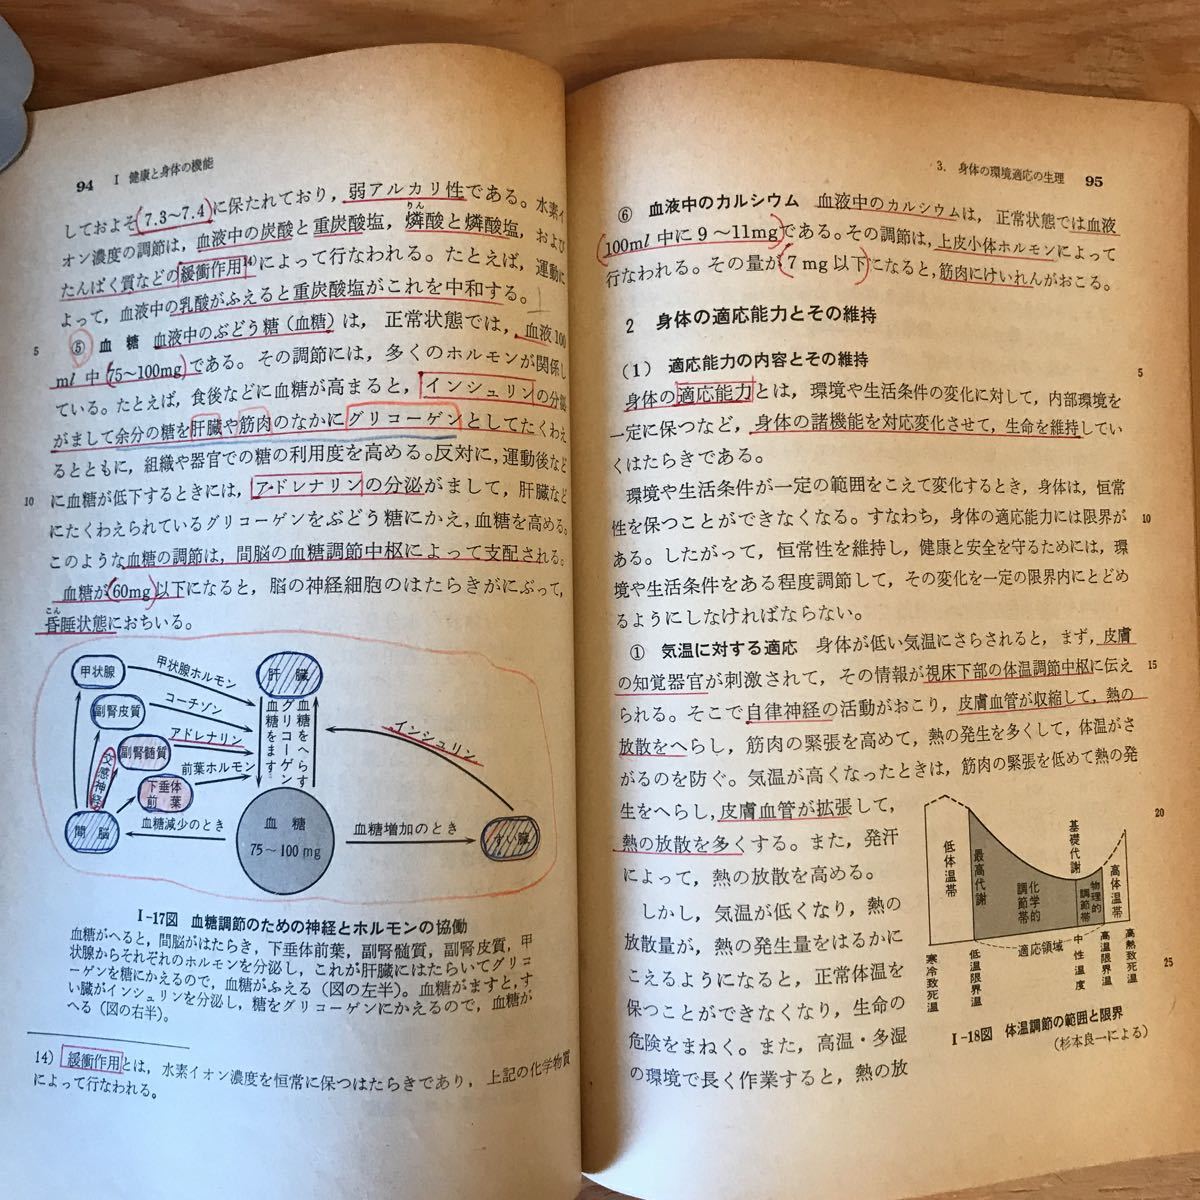 94 Ⅰ 健康と身体の機能
しておよそ(7.3～7.4)に保たれており，弱アルカリ性である。水素イ
オン濃度の調節は，血液中の炭酸と重炭酸塩，燐酸と燐酸塩，および
りん
たんぱく質などの緩衝作用14)によって行なわれる。たとえば，運動に
よって，血液中の乳酸がふえると重炭酸塩がこれを中和する。
5 ⑤ 血糖 血液中のぶどう糖（血糖）は，正常状態では，血液100
ml 中(75～100mg)である。その調節には，多くのホルモンが関係し
ている。たとえば，食後などに血糖が高まると，インシュリンの分泌
がまして余分の糖を肝臓や筋肉のなかにグリコーゲンとしてたくわえ
るとともに，組織や器官での糖の利用度を高める。反対に，運動後など
10 に血糖が低下するときには，アドレナリンの分泌がまして，肝臓など
にたくわえられているグリコーゲンをぶどう糖にかえ，血糖を高める。
このような血糖の調節は，間脳の血糖調節中枢によって支配される。
血糖が(60mg)以下になると，脳の神経細胞のはたらきがにぶって，
こん
昏睡状態におちいる。
甲状腺
甲状腺ホルモン
肝臓
副腎皮質
コーチゾン
副腎髄質
アドレナリン
前葉ホルモン
下垂体
前葉
交感神経
間脳
血糖をます
グリコーゲン
血糖をへらす
インシュリン
血糖減少のとき
血糖
75～100 mg
血糖増加のとき
すい臓
Ⅰ-17図 血糖調節のための神経とホルモンの協働
血糖がへると，間脳がはたらき，下垂体前葉，副腎髄質，副腎皮質，甲
状腺からそれぞれのホルモンを分泌し，これが肝臓にはたらいてグリコ
ーゲンを糖にかえるので，血糖がふえる（図の左半）。血糖がますと，す
い臓がインシュリンを分泌し，糖をグリコーゲンにかえるので，血糖が
へる（図の右半）。
14) 緩衝作用とは，水素イオン濃度を恒常に保つはたらきであり，上記の化学物質
によって行なわれる。
3. 身体の環境適応の生理 95
⑥ 血液中のカルシウム 血液中のカルシウムは，正常状態では血液
100ml 中に 9～11mgである。その調節は，上皮小体ホルモンによって
行なわれる。その量が(7 mg 以下)になると，筋肉にけいれんがおこる。
2 身体の適応能力とその維持
(1) 適応能力の内容とその維持
5
身体の適応能力とは，環境や生活条件の変化に対して，内部環境を
一定に保つなど，身体の諸機能を対応変化させて，生命を維持してい
くはたらきである。
環境や生活条件が一定の範囲をこえて変化するとき，身体は，恒常
性を保つことができなくなる。すなわち，身体の適応能力には限界が 10
ある。したがって，恒常性を維持し，健康と安全を守るためには，環
境や生活条件をある程度調節して，その変化を一定の限界内にとどめ
るようにしなければならない。
① 気温に対する適応 身体が低い気温にさらされると，まず，皮膚
の知覚器官が刺激されて，その情報が視床下部の体温調節中枢に伝え 15
られる。そこで自律神経の活動がおこり，皮膚血管が収縮して，熱の
放散をへらし，筋肉の緊張を高めて，熱の発生を多くして，体温がさ
がるのを防ぐ。気温が高くなったときは，筋肉の緊張を低めて熱の発
生をへらし，皮膚血管が拡張して，
熱の放散を多くする。また，発汗
20
によって，熱の放散を高める。
しかし，気温が低くなり，熱の
放散量が，熱の発生量をはるかに
こえるようになると，正常体温を
保つことができなくなり，生命の
25
危険をまねく。また，高温・多湿
の環境で長く作業すると，熱の放
低体温帯
最高代謝
化学的調節帯
基礎代謝
物理的調節帯
高体温帯
適応領域
寒冷致死温
低温限界温
中性温度
高温限界温
高熱致死温
Ⅰ-18図 体温調節の範囲と限界
（杉本良一による）